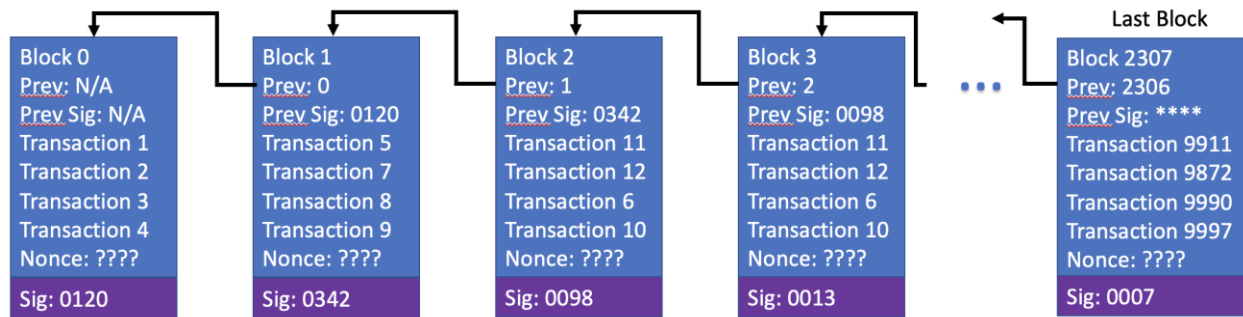 Last Block
Block 0
Prev: N/A
Prev Sig: N/A
Transaction 1
Transaction 2
Transaction 3
Transaction 4
Nonce: ????
Sig: 0120
Block 1
Prev: 0
Prev Sig: 0120
Transaction 5
Transaction 7
Transaction 8
Transaction 9
Nonce: ????
Sig: 0342
Block 2
Prev: 1
Prev Sig: 0342
Transaction 11
Transaction 12
Transaction 6
Transaction 10
Nonce: ????
Sig: 0098
Block 3
Prev: 2
Prev Sig: 0098
Transaction 11
Transaction 12
Transaction 6
Transaction 10
Nonce: ????
Sig: 0013
Block 2307
Prev: 2306
Prev Sig: ****
Transaction 9911
Transaction 9872
Transaction 9990
Transaction 9997
Nonce: ????
Sig: 0007